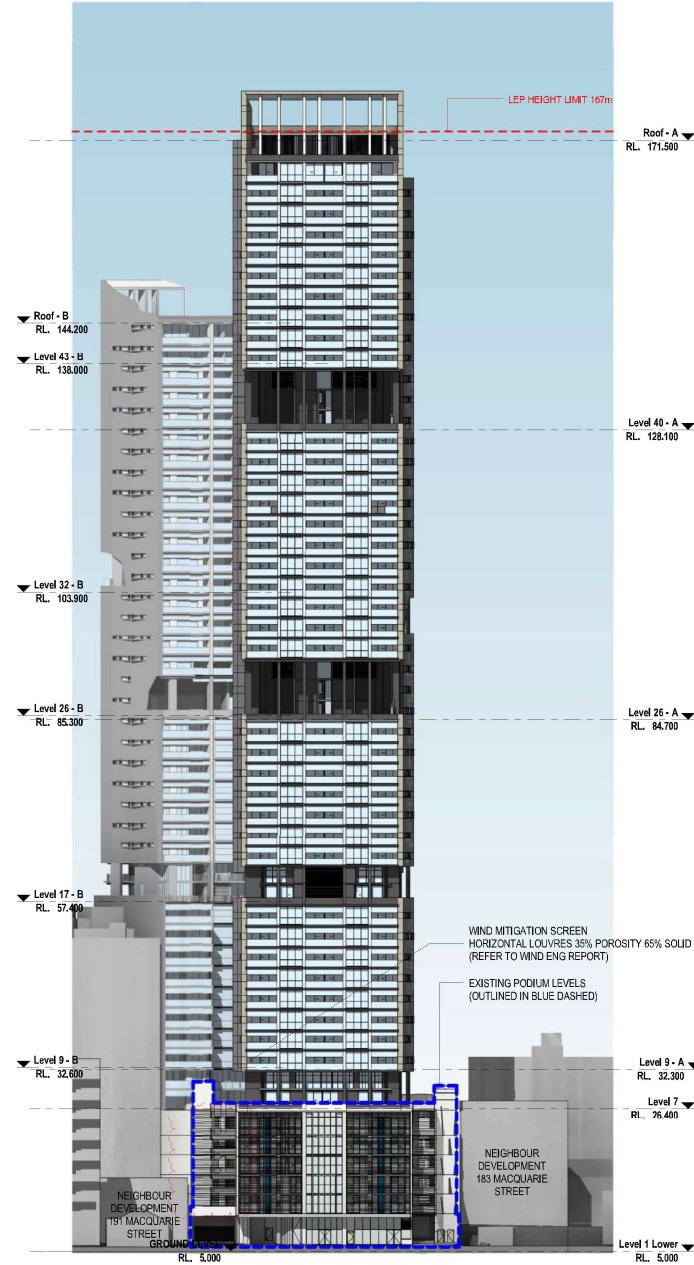 LEP HEIGHT LIMIT 167m
Roof - A
RL. 171.500
Roof - B
RL. 144.200
Level 43 - B
RL. 138.000
Level 40 - A
RL. 128.100
Level 32 - B
RL. 103.900
Level 26 - B
RL. 85.300
Level 26 - A
RL. 84.700
Level 17 - B
RL. 57.400
WIND MITIGATION SCREEN
HORIZONTAL LOUVRES 35% POROSITY 65% SOLID
(REFER TO WIND ENG REPORT)
EXISTING PODIUM LEVELS
(OUTLINED IN BLUE DASHED)
Level 9 - B
RL. 32.600
Level 9 - A
RL. 32.300
Level 7
RL. 26.400
NEIGHBOUR
DEVELOPMENT
183 MACQUARIE
STREET
NEIGHBOUR
DEVELOPMENT
191 MACQUARIE
STREET
GROUND LEVEL
RL. 5.000
Level 1 Lower
RL. 5.000